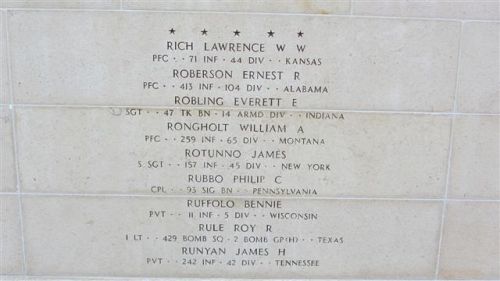 ★ ★ ★ ★ ★
RICH LAWRENCE W W
PFC · · 71 INF · 44 DIV · · KANSAS
ROBERSON ERNEST R
PFC · · 413 INF · 104 DIV · · ALABAMA
ROBLING EVERETT E
SGT · · 47 TK BN · 14 ARMD DIV · · INDIANA
RONGHOLT WILLIAM A
PFC · · 259 INF · 65 DIV · · MONTANA
ROTUNNO JAMES
S SGT · · 157 INF · 45 DIV · · NEW YORK
RUBBO PHILIP C
CPL · · 93 SIG BN · · PENNSYLVANIA
RUFFOLO BENNIE
PVT · · 11 INF · 5 DIV · · WISCONSIN
RULE ROY R
1 LT · · 429 BOMB SQ · 2 BOMB GP(H) · · TEXAS
RUNYAN JAMES H
PVT · · 242 INF · 42 DIV · · TENNESSEE